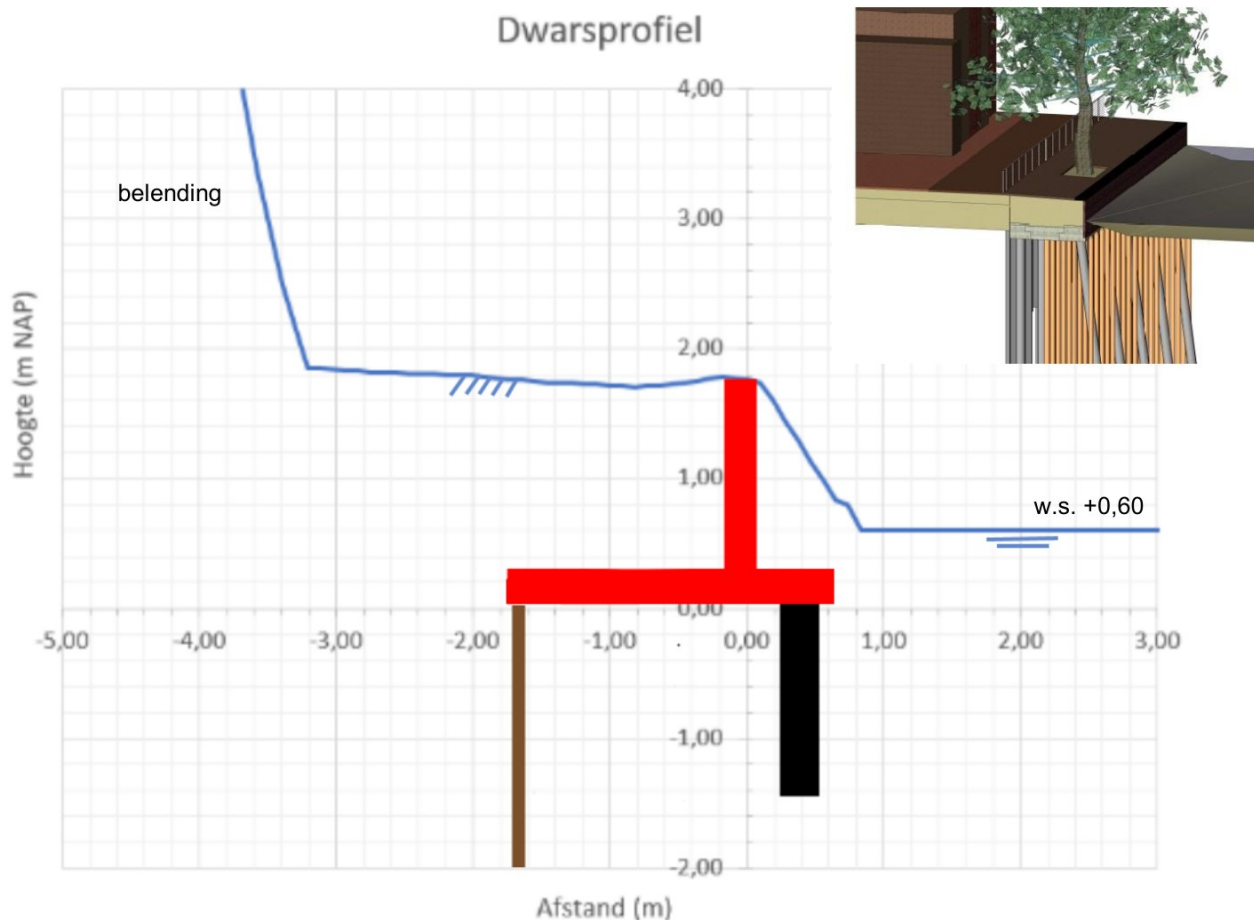 Dwarsprofiel
4,00
belending
3,00
2,00
Hoogte (m NAP)
1,00
w.s. +0,60
0,00
-5,00 -4,00 -3,00 -2,00 -1,00 0,00 1,00 2,00 3,00
-1,00
-2,00
Afstand (m)